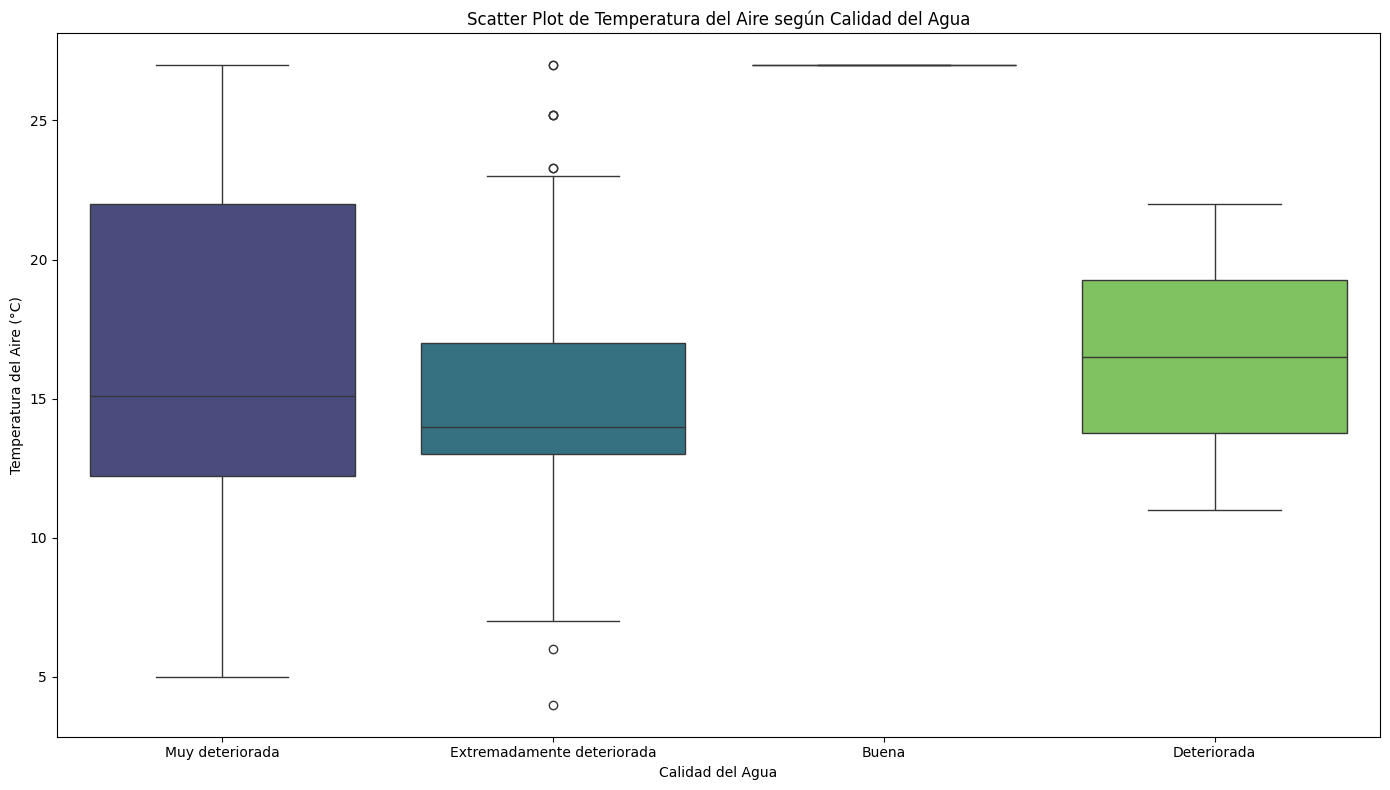 Scatter Plot de Temperatura del Aire según Calidad del Agua
Temperatura del Aire (°C)
25
20
15
10
5
Muy deteriorada
Extremadamente deteriorada
Buena
Deteriorada
Calidad del Agua